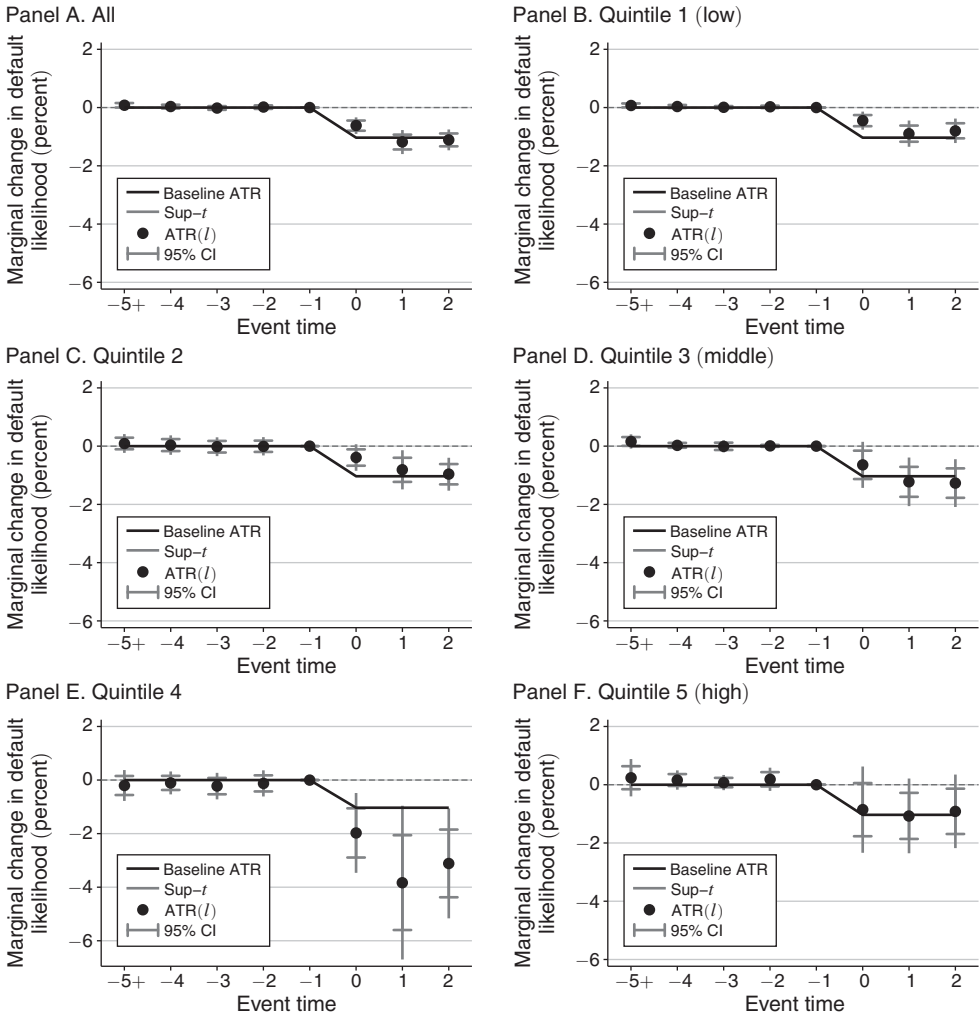 Panel A. All
Marginal change in default
likelihood (percent)
2
0
−2
−4
−6
Baseline ATR
Sup−t
ATR(l)
95% CI
−5+ −4 −3 −2 −1 0 1 2
Event time
Panel B. Quintile 1 (low)
Marginal change in default
likelihood (percent)
2
0
−2
−4
−6
Baseline ATR
Sup−t
ATR(l)
95% CI
−5+ −4 −3 −2 −1 0 1 2
Event time
Panel C. Quintile 2
Marginal change in default
likelihood (percent)
2
0
−2
−4
−6
Baseline ATR
Sup−t
ATR(l)
95% CI
−5+ −4 −3 −2 −1 0 1 2
Event time
Panel D. Quintile 3 (middle)
Marginal change in default
likelihood (percent)
2
0
−2
−4
−6
Baseline ATR
Sup−t
ATR(l)
95% CI
−5+ −4 −3 −2 −1 0 1 2
Event time
Panel E. Quintile 4
Marginal change in default
likelihood (percent)
2
0
−2
−4
−6
Baseline ATR
Sup−t
ATR(l)
95% CI
−5+ −4 −3 −2 −1 0 1 2
Event time
Panel F. Quintile 5 (high)
Marginal change in default
likelihood (percent)
2
0
−2
−4
−6
Baseline ATR
Sup−t
ATR(l)
95% CI
−5+ −4 −3 −2 −1 0 1 2
Event time